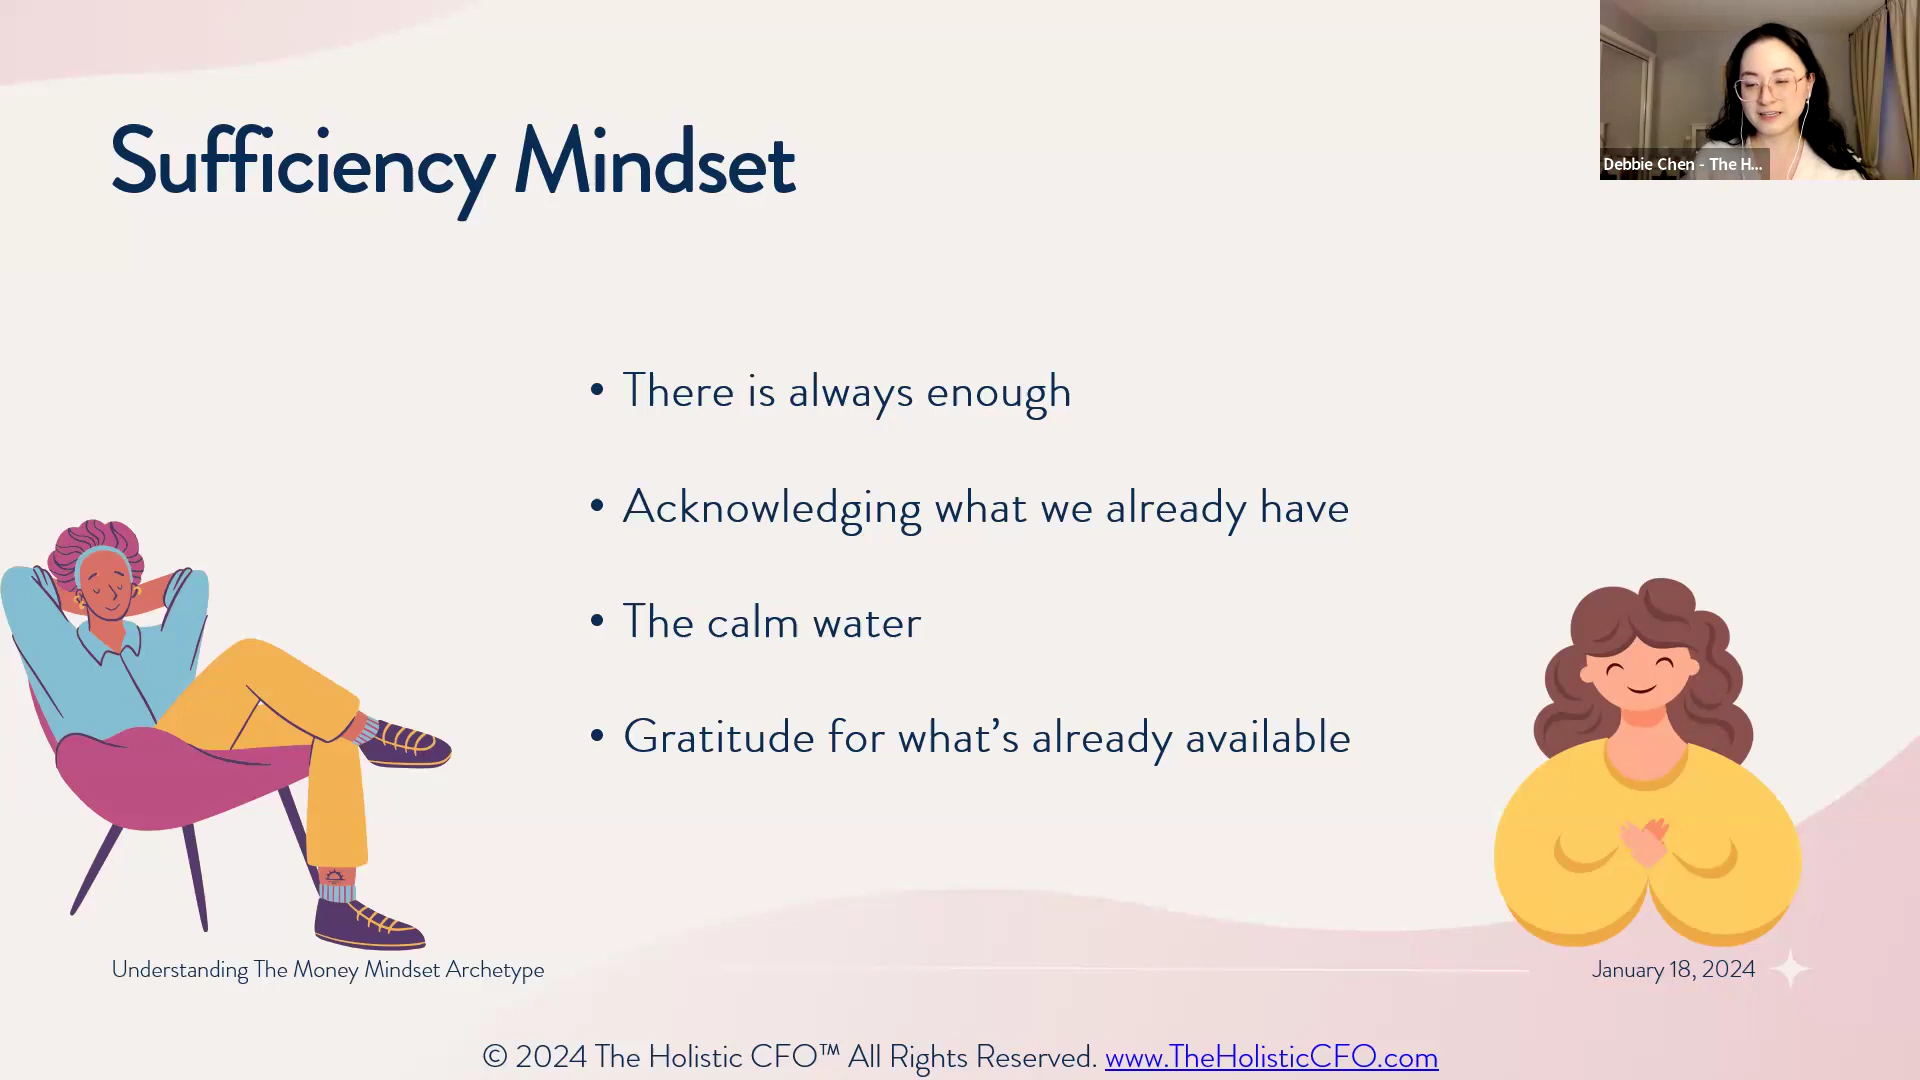 Sufficiency Mindset
Debbie Chen - The H...
• There is always enough
• Acknowledging what we already have
• The calm water
• Gratitude for what’s already available
Understanding The Money Mindset Archetype
January 18, 2024
© 2024 The Holistic CFO™ All Rights Reserved. www.TheHolisticCFO.com